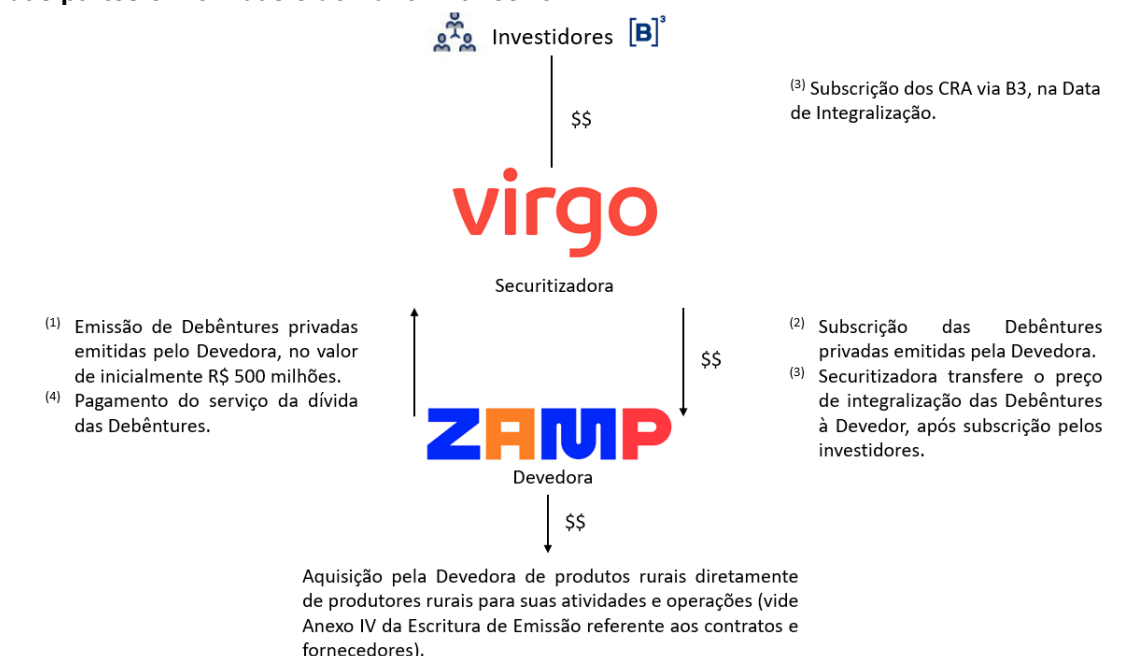 Investidores [B]³
(3) Subscrição dos CRA via B3, na Data
de Integralização.
$$
virgo
Securitizadora
(1) Emissão de Debêntures privadas
emitidas pelo Devedora, no valor
de inicialmente R$ 500 milhões.
(4) Pagamento do serviço da dívida
das Debêntures.
$$
(2) Subscrição das Debêntures
privadas emitidas pela Devedora.
(3) Securitizadora transfere o preço
de integralização das Debêntures
à Devedor, após subscrição pelos
investidores.
ZAMP
Devedora
$$
Aquisição pela Devedora de produtos rurais diretamente
de produtores rurais para suas atividades e operações (vide
Anexo IV da Escritura de Emissão referente aos contratos e
fornecedores).